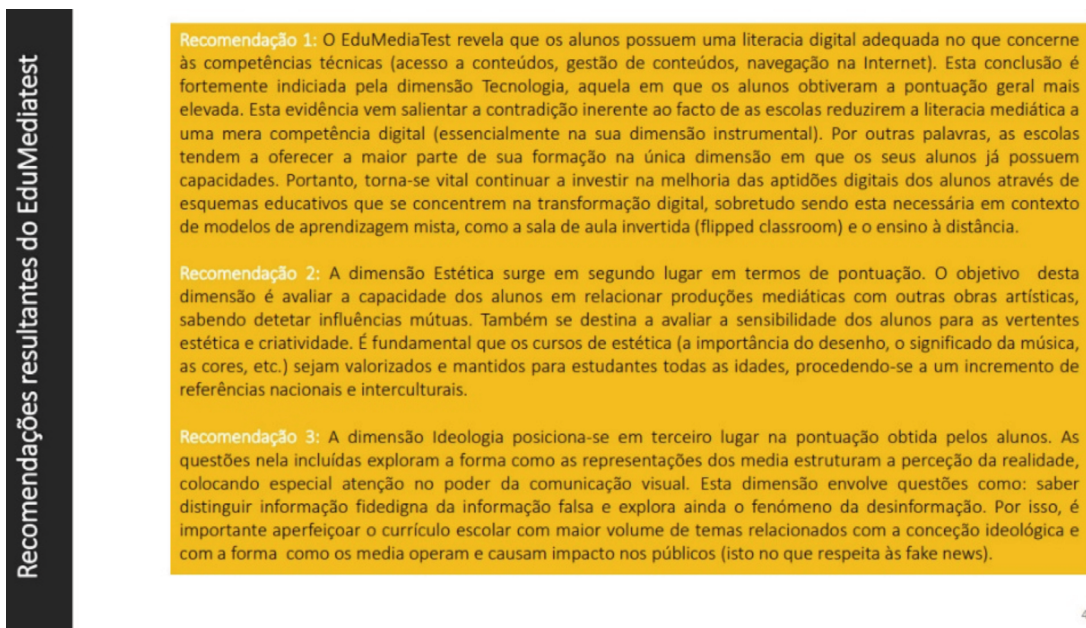 Recomendações resultantes do EduMediatest
Recomendação 1: O EduMediaTest revela que os alunos possuem uma literacia digital adequada no que concerne
às competências técnicas (acesso a conteúdos, gestão de conteúdos, navegação na Internet). Esta conclusão é
fortemente indiciada pela dimensão Tecnologia, aquela em que os alunos obtiveram a pontuação geral mais
elevada. Esta evidência vem salientar a contradição inerente ao facto de as escolas reduzirem a literacia mediática a
uma mera competência digital (essencialmente na sua dimensão instrumental). Por outras palavras, as escolas
tendem a oferecer a maior parte de sua formação na única dimensão em que os seus alunos já possuem
capacidades. Portanto, torna-se vital continuar a investir na melhoria das aptidões digitais dos alunos através de
esquemas educativos que se concentrem na transformação digital, sobretudo sendo esta necessária em contexto
de modelos de aprendizagem mista, como a sala de aula invertida (flipped classroom) e o ensino à distância.
Recomendação 2: A dimensão Estética surge em segundo lugar em termos de pontuação. O objetivo desta
dimensão é avaliar a capacidade dos alunos em relacionar produções mediáticas com outras obras artísticas,
sabendo detetar influências mútuas. Também se destina a avaliar a sensibilidade dos alunos para as vertentes
estética e criatividade. É fundamental que os cursos de estética (a importância do desenho, o significado da música,
as cores, etc.) sejam valorizados e mantidos para estudantes todas as idades, procedendo-se a um incremento de
referências nacionais e interculturais.
Recomendação 3: A dimensão Ideologia posiciona-se em terceiro lugar na pontuação obtida pelos alunos. As
questões nela incluídas exploram a forma como as representações dos media estruturam a perceção da realidade,
colocando especial atenção no poder da comunicação visual. Esta dimensão envolve questões como: saber
distinguir informação fidedigna da informação falsa e explora ainda o fenómeno da desinformação. Por isso, é
importante aperfeiçoar o currículo escolar com maior volume de temas relacionados com a conceção ideológica e
com a forma como os media operam e causam impacto nos públicos (isto no que respeita às fake news).